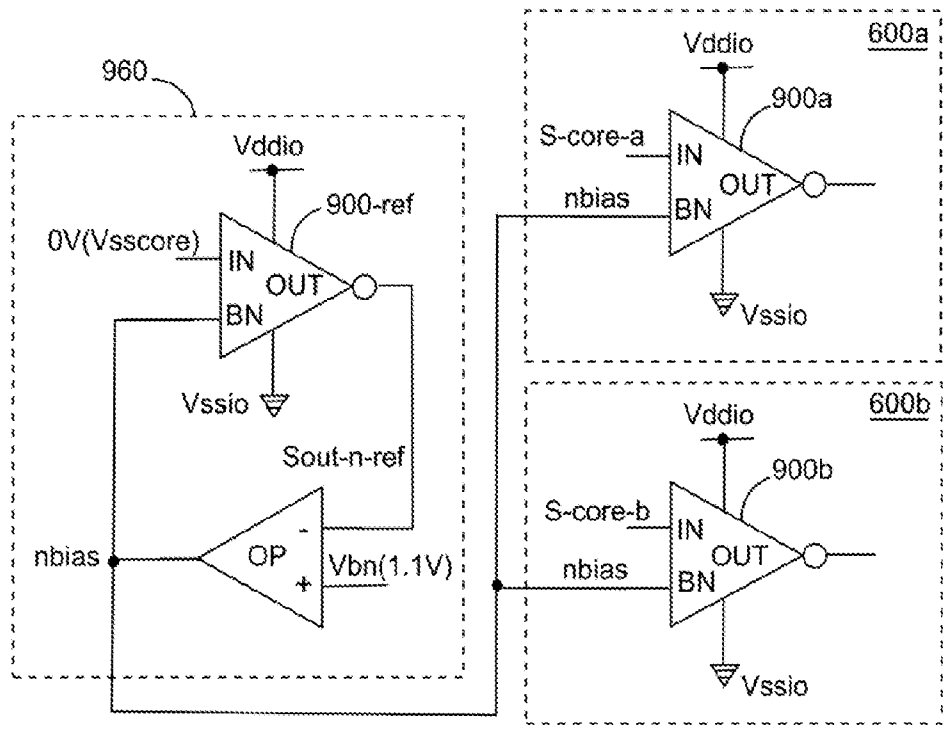 960
Vddio
900-ref
0V(Vsscore)
IN
OUT
BN
Vssio
Sout-n-ref
-
OP
Vbn(1.1V)
+
nbias
600a
Vddio
900a
S-core-a
IN
OUT
nbias
BN
Vssio
600b
Vddio
900b
S-core-b
IN
OUT
nbias
BN
Vssio